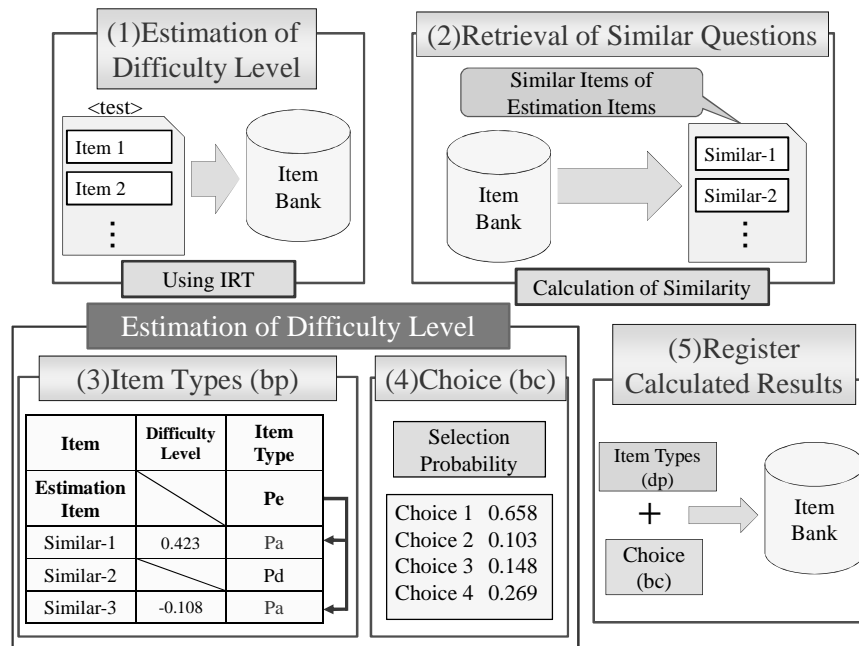 (1)Estimation of
Difficulty Level
<test>
Item 1
Item 2
⋮
Item
Bank
Using IRT
(2)Retrieval of Similar Questions
Similar Items of
Estimation Items
Item
Bank
Similar-1
Similar-2
⋮
Calculation of Similarity
Estimation of Difficulty Level
(3)Item Types (bp)
Item Difficulty Level Item Type
Estimation Item Pe
Similar-1 0.423 Pa
Similar-2 Pd
Similar-3 -0.108 Pa
(4)Choice (bc)
Selection
Probability
Choice 1 0.658
Choice 2 0.103
Choice 3 0.148
Choice 4 0.269
(5)Register
Calculated Results
Item Types
(dp)
+
Choice
(bc)
Item
Bank